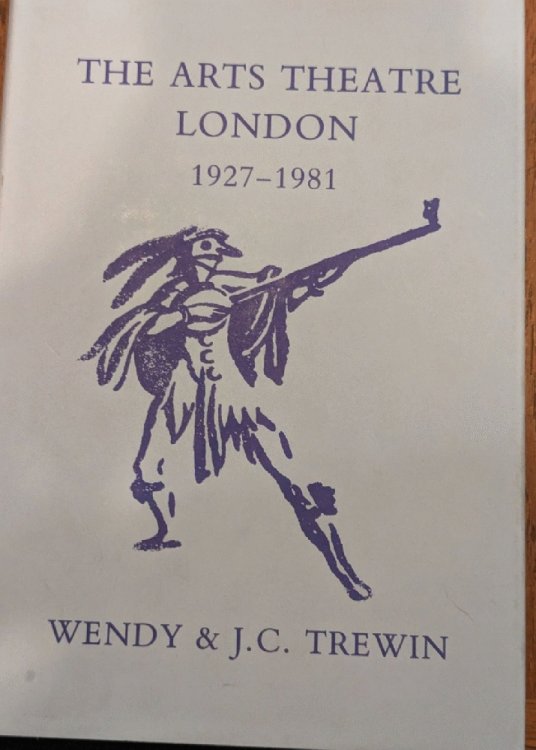 THE ARTS THEATRE
LONDON
1927–1981
WENDY & J.C. TREWIN